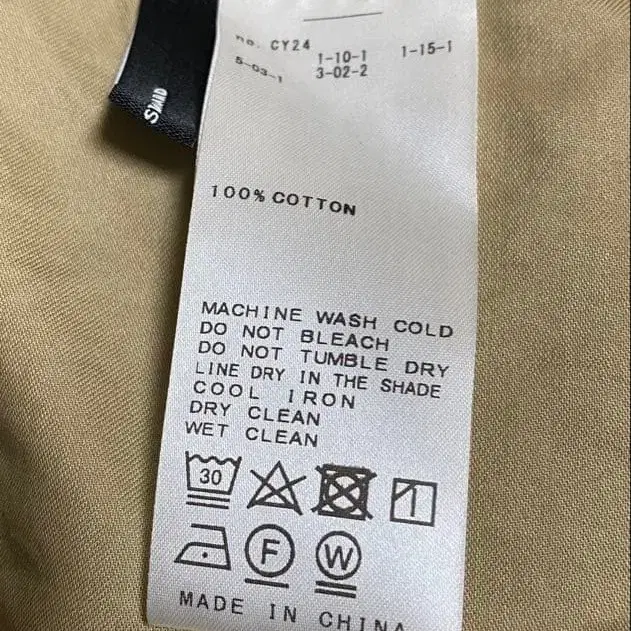 no. CY24
1-10-1 1-15-1
5-03-1 3-02-2
100% COTTON
MACHINE WASH COLD
DO NOT BLEACH
DO NOT TUMBLE DRY
LINE DRY IN THE SHADE
COOL IRON
DRY CLEAN
WET CLEAN
30
F W
MADE IN CHINA